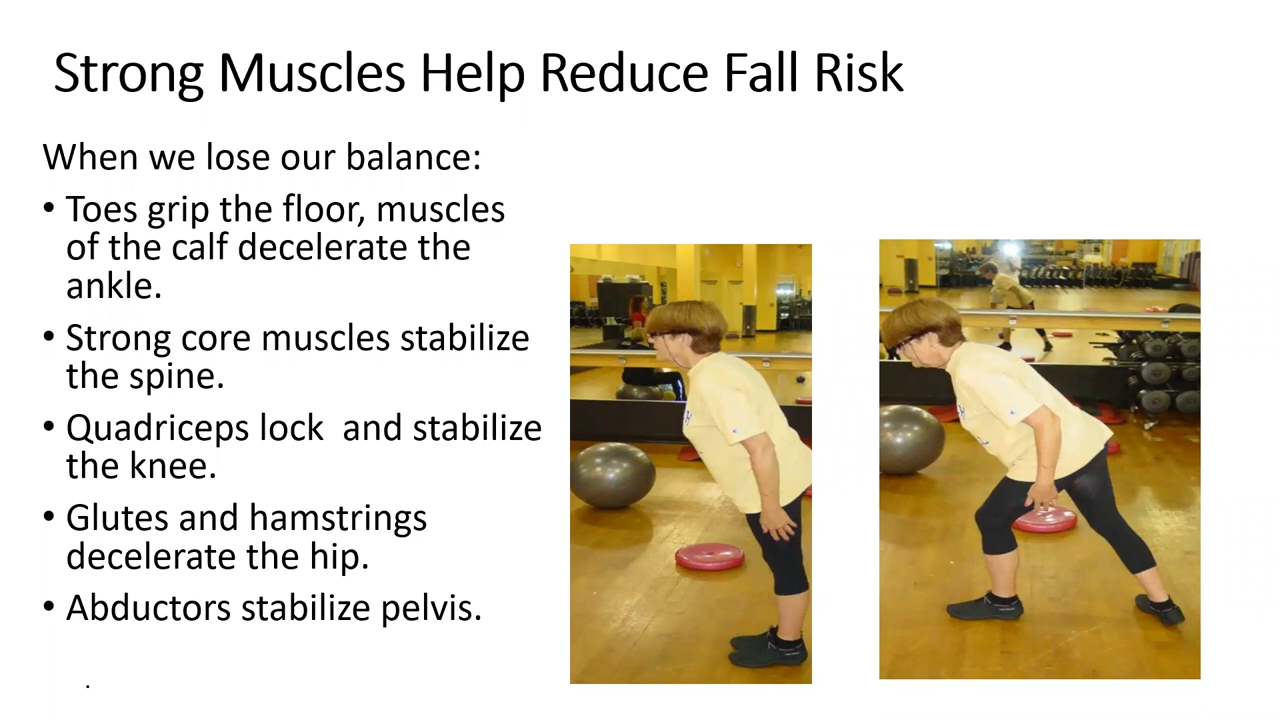 Strong Muscles Help Reduce Fall Risk
When we lose our balance:
• Toes grip the floor, muscles
of the calf decelerate the
ankle.
• Strong core muscles stabilize
the spine.
• Quadriceps lock  and stabilize
the knee.
• Glutes and hamstrings
decelerate the hip.
• Abductors stabilize pelvis.
.